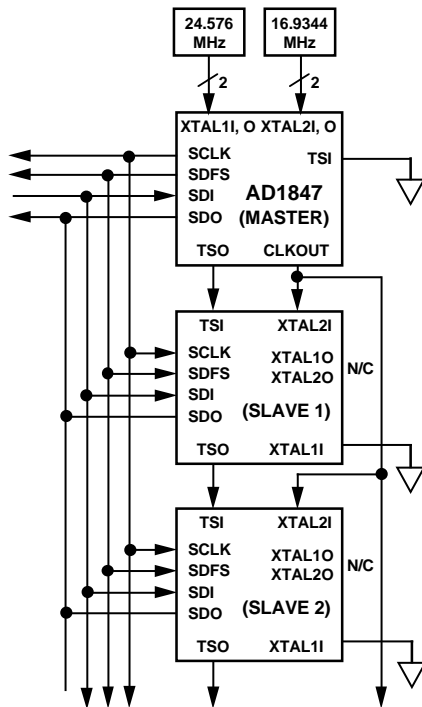 24.576
MHz
16.9344
MHz
2
2
XTAL1I, O XTAL2I, O
SCLK
SDFS
SDI
SDO
TSI
AD1847
(MASTER)
TSO
CLKOUT
TSI
XTAL2I
SCLK
SDFS
SDI
SDO
XTAL1O
XTAL2O
N/C
(SLAVE 1)
TSO
XTAL1I
TSI
XTAL2I
SCLK
SDFS
SDI
SDO
XTAL1O
XTAL2O
N/C
(SLAVE 2)
TSO
XTAL1I